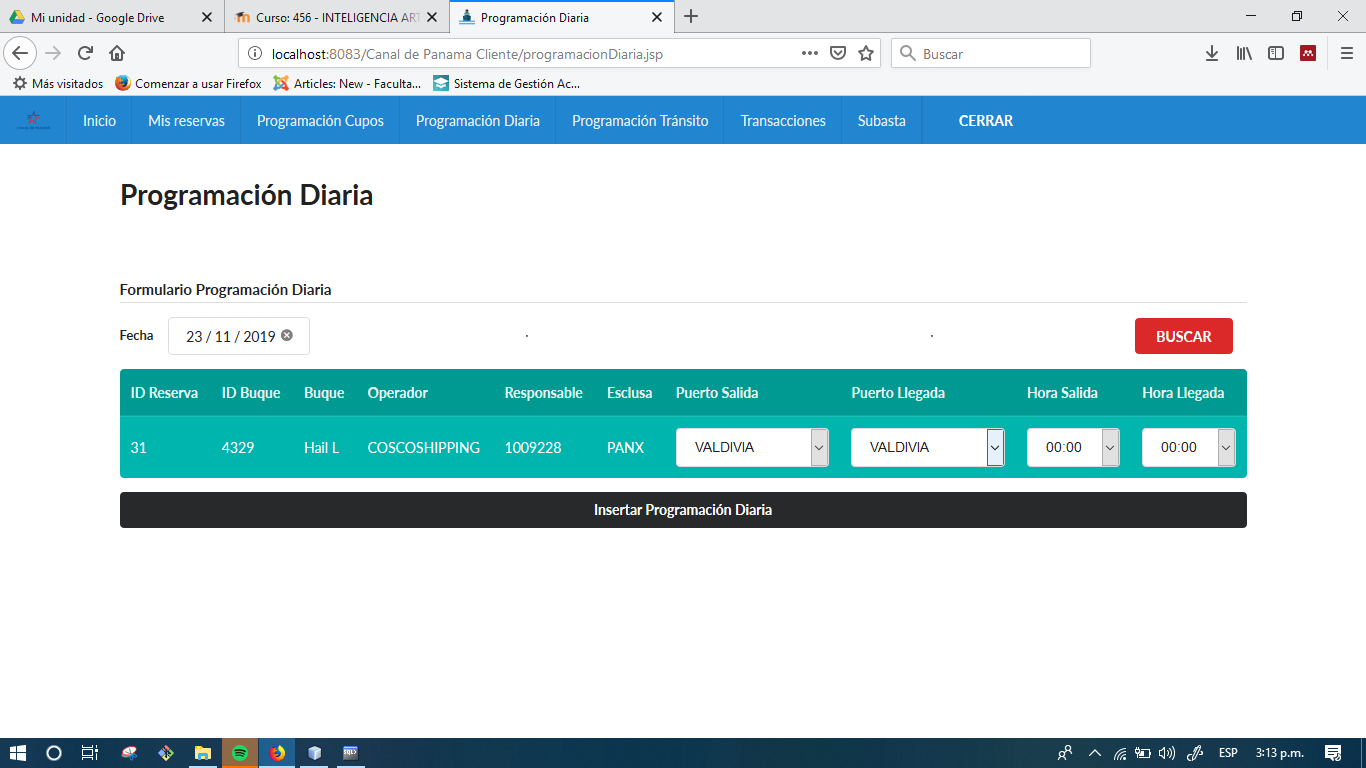 Mi unidad - Google Drive
Curso: 456 - INTELIGENCIA ART
Programación Diaria
localhost:8083/Canal de Panama Cliente/programacionDiaria.jsp
Buscar
Más visitados
Comenzar a usar Firefox
Articles: New - Faculta...
Sistema de Gestión Ac...
Inicio
Mis reservas
Programación Cupos
Programación Diaria
Programación Tránsito
Transacciones
Subasta
CERRAR
Programación Diaria
Formulario Programación Diaria
Fecha 23 / 11 / 2019 . . BUSCAR
ID Reserva ID Buque Buque Operador Responsable Esclusa Puerto Salida Puerto Llegada Hora Salida Hora Llegada
31 4329 Hail L COSCOSHIPPING 1009228 PANX VALDIVIA VALDIVIA 00:00 00:00
Insertar Programación Diaria
ESP 3:13 p.m.